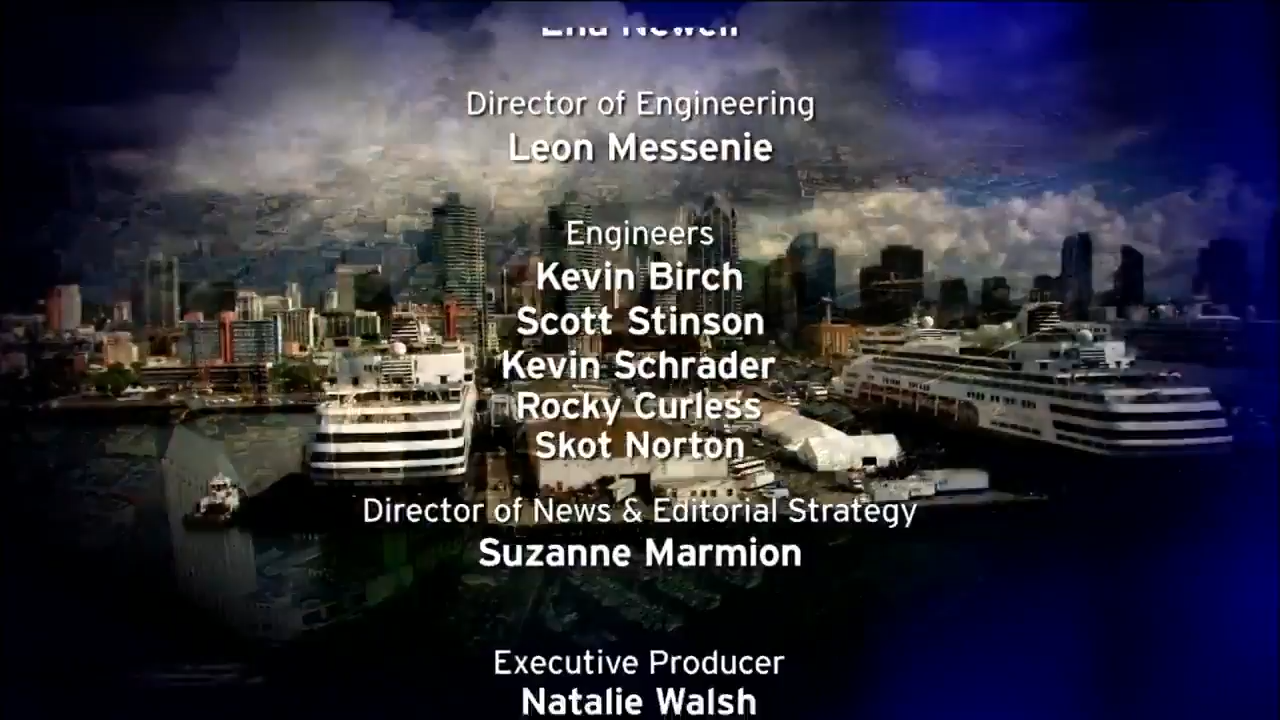 Newell
Director of Engineering
Leon Messenie
Engineers
Kevin Birch
Scott Stinson
Kevin Schrader
Rocky Curless
Skot Norton
Director of News & Editorial Strategy
Suzanne Marmion
Executive Producer
Natalie Walsh